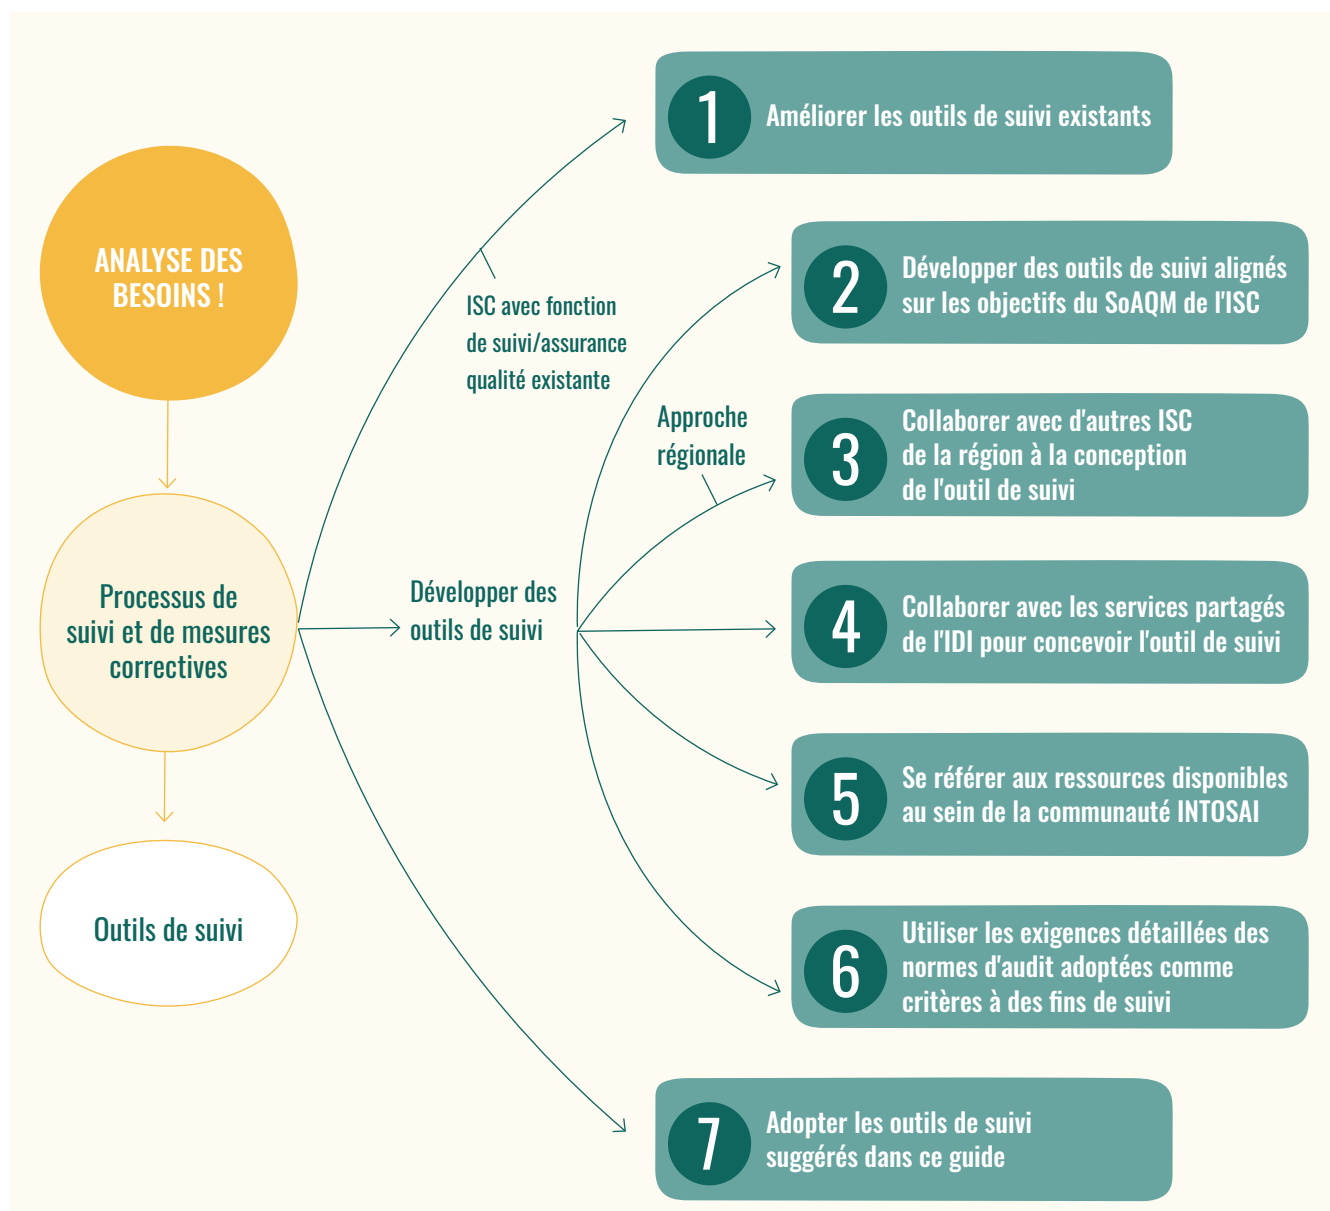 ANALYSE DES
BESOINS !
Processus de
suivi et de mesures
correctives
Outils de suivi
ISC avec fonction
de suivi/assurance
qualité existante
Développer des
outils de suivi
Approche
régionale
1
Améliorer les outils de suivi existants
2
Développer des outils de suivi alignés
sur les objectifs du SoAQM de l'ISC
3
Collaborer avec d'autres ISC
de la région à la conception
de l'outil de suivi
4
Collaborer avec les services partagés
de l'IDI pour concevoir l'outil de suivi
5
Se référer aux ressources disponibles
au sein de la communauté INTOSAI
6
Utiliser les exigences détaillées des
normes d'audit adoptées comme
critères à des fins de suivi
7
Adopter les outils de suivi
suggérés dans ce guide